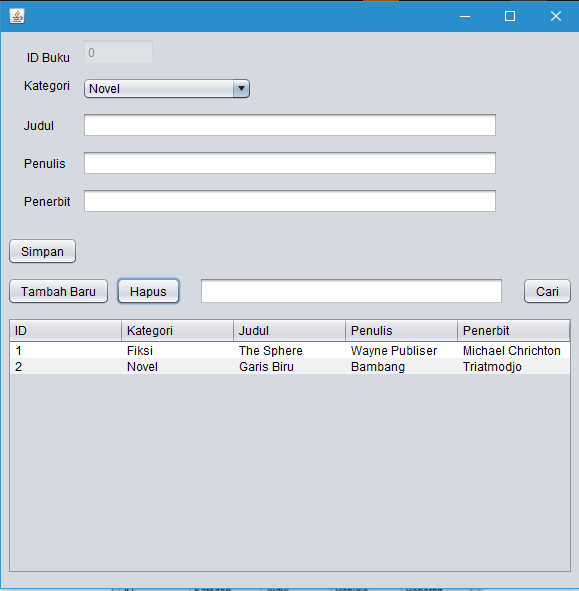 ID Buku 0
Kategori Novel
Judul
Penulis
Penerbit
Simpan
Tambah Baru Hapus Cari
ID Kategori Judul Penulis Penerbit
1 Fiksi The Sphere Wayne Publiser Michael Chrichton
2 Novel Garis Biru Bambang Triatmodjo